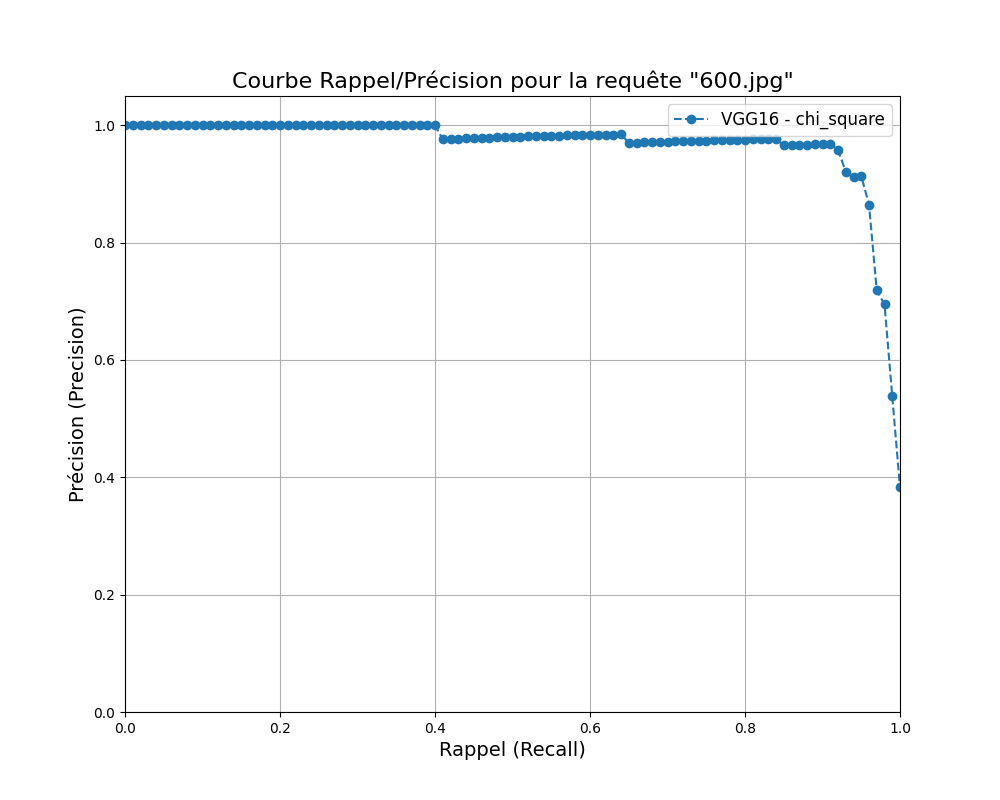 Courbe Rappel/Précision pour la requête "600.jpg"
VGG16 - chi_square
1.0
0.8
0.6
0.4
0.2
0.0
Précision (Precision)
0.0 0.2 0.4 0.6 0.8 1.0
Rappel (Recall)